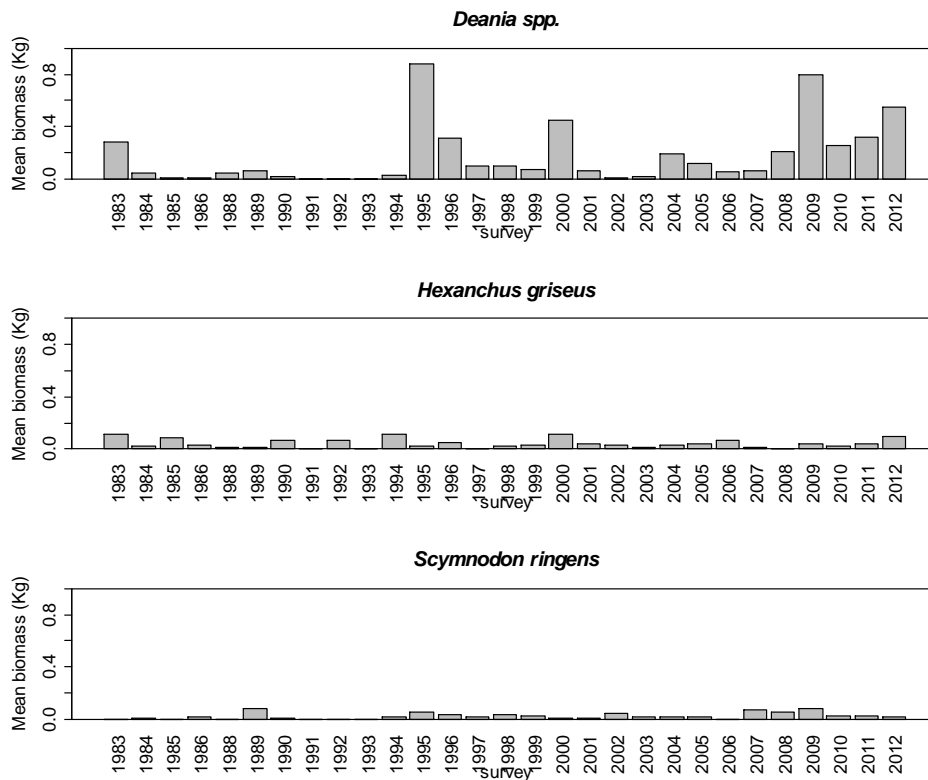 Deania spp.
Mean biomass (Kg)
0.0 0.4 0.8
1983 1984 1985 1986 1988 1989 1990 1991 1992 1993 1994 1995 1996 1997 1998 1999 2000 2001 2002 2003 2004 2005 2006 2007 2008 2009 2010 2011 2012
survey
Hexanchus griseus
Mean biomass (Kg)
0.0 0.4 0.8
1983 1984 1985 1986 1988 1989 1990 1991 1992 1993 1994 1995 1996 1997 1998 1999 2000 2001 2002 2003 2004 2005 2006 2007 2008 2009 2010 2011 2012
survey
Scymnodon ringens
Mean biomass (Kg)
0.0 0.4 0.8
1983 1984 1985 1986 1988 1989 1990 1991 1992 1993 1994 1995 1996 1997 1998 1999 2000 2001 2002 2003 2004 2005 2006 2007 2008 2009 2010 2011 2012
survey